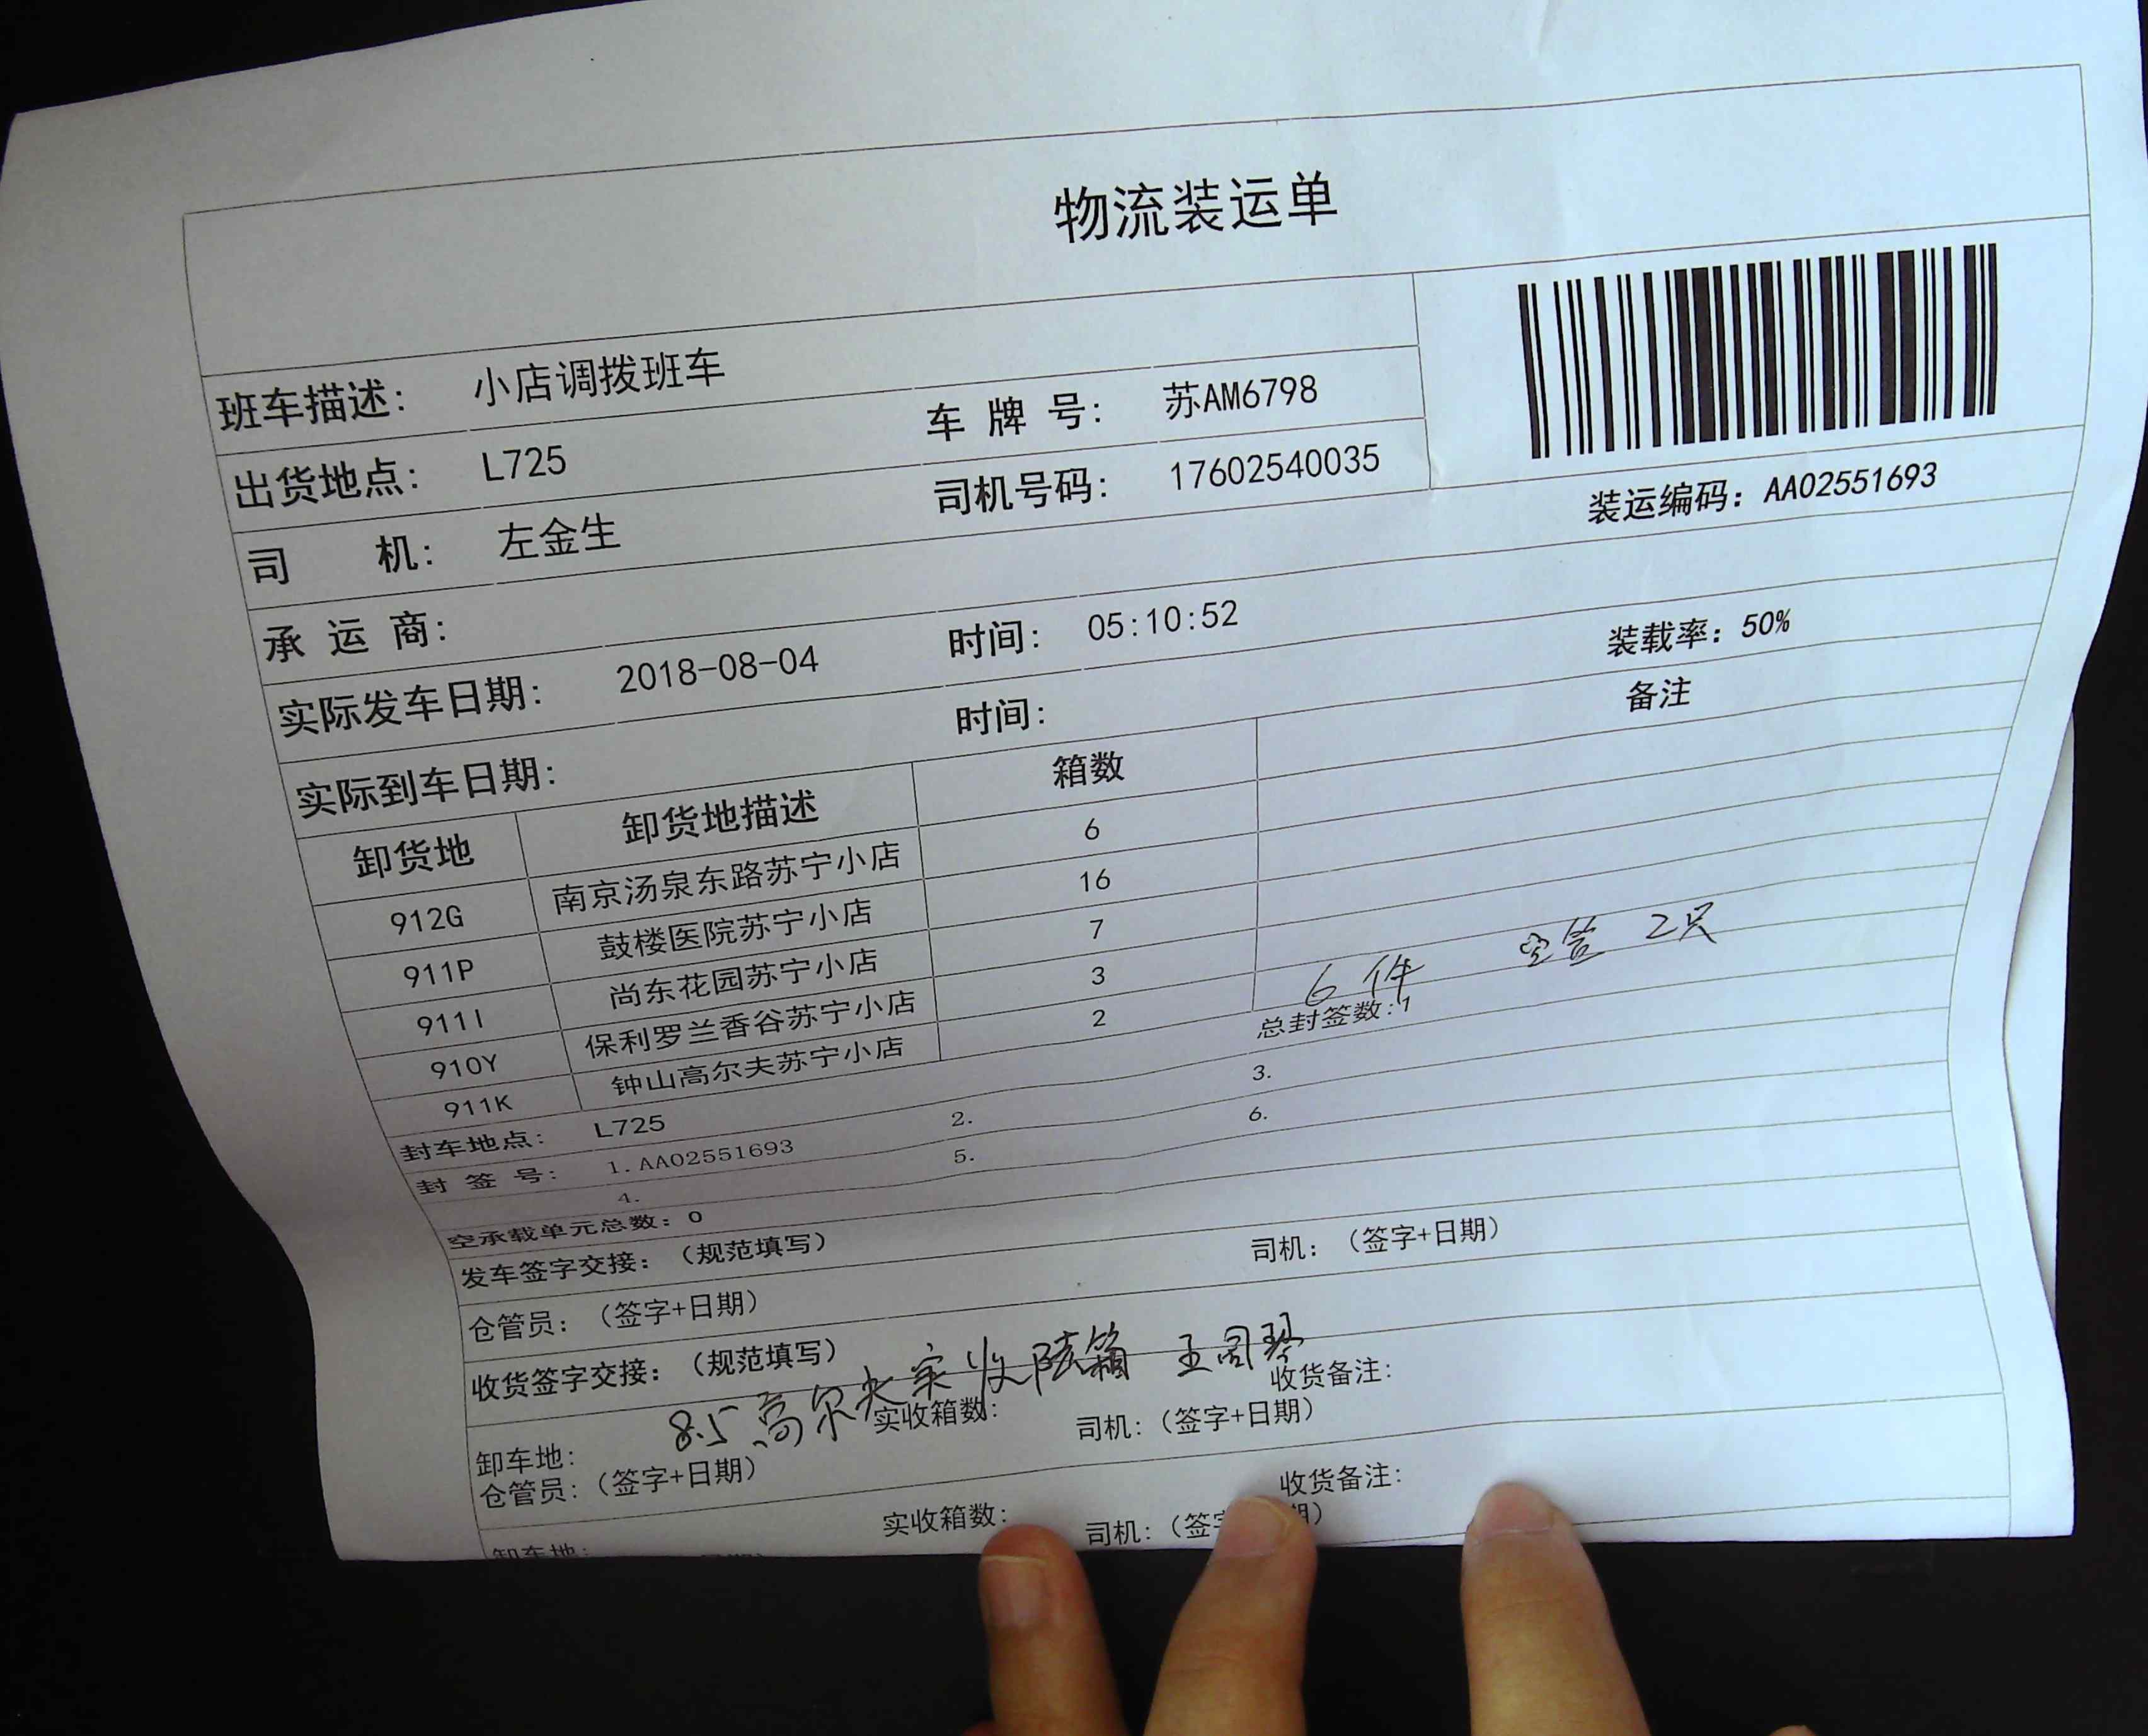 物流装运单
班车描述: 小店调拨班车
出货地点: L725 车 牌 号: 苏AM6798
司 机: 左金生 司机号码: 17602540035
装运编码: AA02551693
承 运 商:
实际发车日期: 2018-08-04 时间: 05:10:52
实际到车日期: 时间: 装载率: 50%
卸货地 卸货地描述 箱数 备注
912G 南京汤泉东路苏宁小店 6
911P 鼓楼医院苏宁小店 16
911I 尚东花园苏宁小店 7
910Y 保利罗兰香谷苏宁小店 3
911K 钟山高尔夫苏宁小店 2 6件 2只
封车地点: L725 总封签数:1
封 签 号: 1. AA02551693 2. 3.
4. 5. 6.
空承载单元总数: 0
发车签字交接: (规范填写)
仓管员: (签字+日期) 司机: (签字+日期)
收货签字交接: (规范填写)
8.5 高尔夫实收陆箱
卸车地: 实收箱数: 收货备注:
仓管员: (签字+日期) 司机: (签字+日期)
卸车地: 实收箱数: 收货备注:
司机: (签